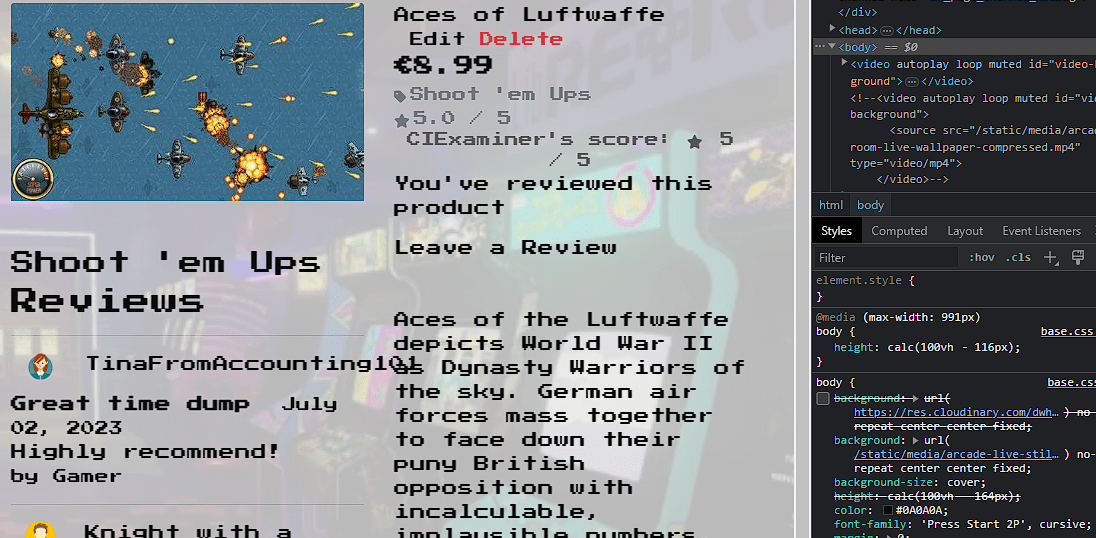 Aces of Luftwaffe
Edit Delete
€8.99
Shoot 'em Ups
5.0 / 5
CIExaminer's score: 5
/ 5
You've reviewed this
product
Leave a Review
Shoot 'em Ups
Reviews
TinaFromAccounting101
Great time dump July
02, 2023
Highly recommend!
by Gamer
Knight with a
Aces of the Luftwaffe
depicts World War II
as Dynasty Warriors of
the sky. German air
forces mass together
to face down their
puny British
opposition with
incalculable,
implausible numbers
</div>
<head>…</head>
<body> == $0
<video autoplay loop muted id="video-
ground">…</video>
<!--<video autoplay loop muted id="vi
background">
<source src="/static/media/arcade
room-live-wallpaper-compressed.mp4"
type="video/mp4">
</video>-->
html body
Styles Computed Layout Event Listeners
Filter :hov .cls
element.style {
}
@media (max-width: 991px)
body { base.css
height: calc(100vh - 116px);
}
body { base.css
background: url(
https://res.cloudinary.com/dwh… ) no-
repeat center center fixed;
background: url(
/static/media/arcade-live-stil… ) no-
repeat center center fixed;
background-size: cover;
height: calc(100vh - 164px);
color: #0A0A0A;
font-family: 'Press Start 2P', cursive;
margin: 0;